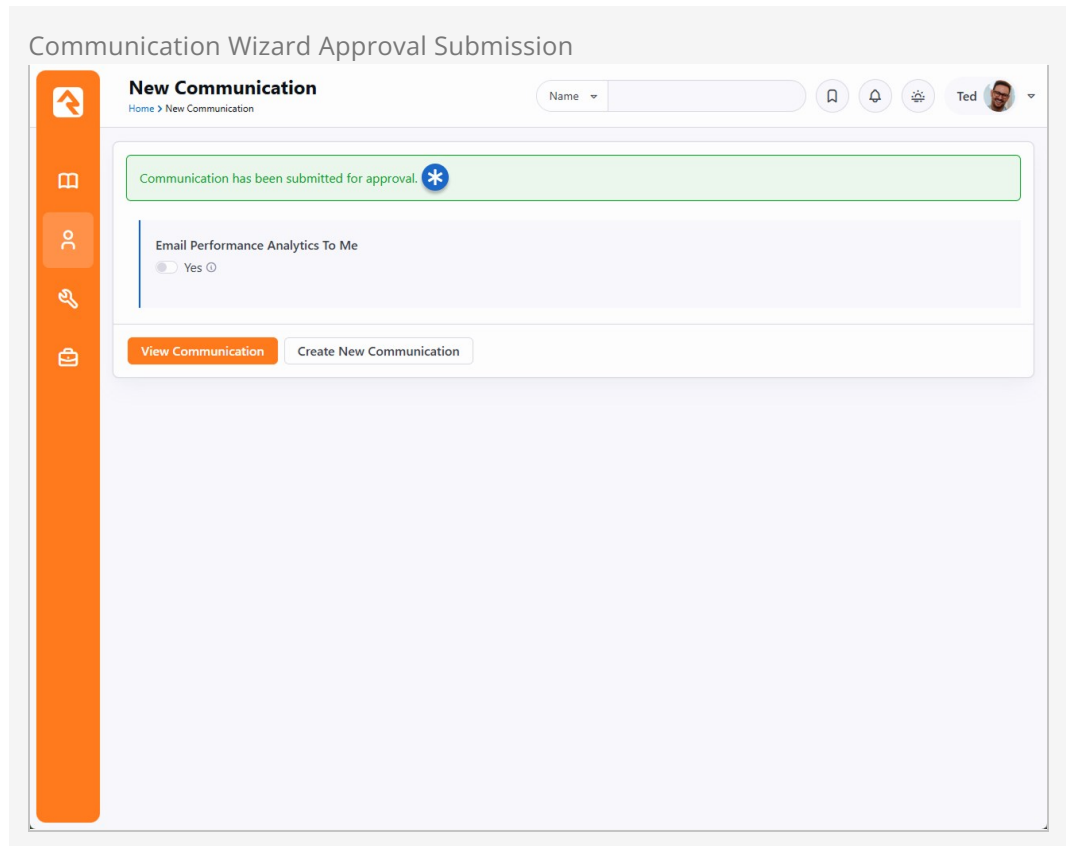 Communication Wizard Approval Submission
New Communication
Home > New Communication
Name
Ted
Communication has been submitted for approval.
Email Performance Analytics To Me
Yes
View Communication
Create New Communication